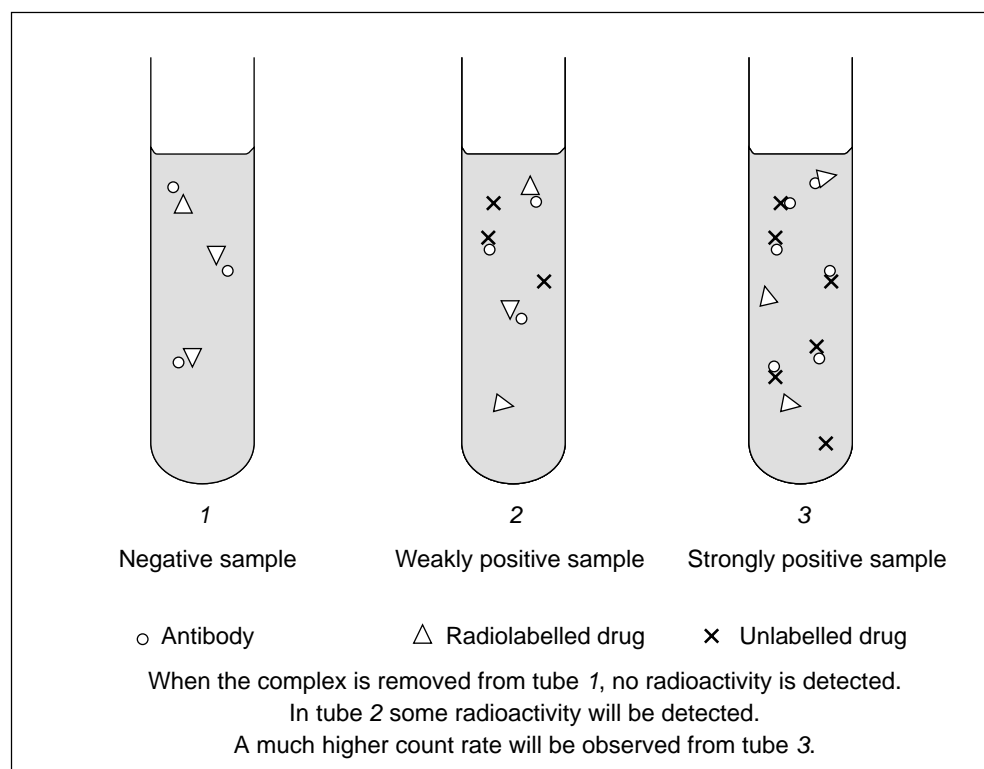 1 2 3
Negative sample Weakly positive sample Strongly positive sample
Antibody Radiolabelled drug Unlabelled drug
When the complex is removed from tube 1, no radioactivity is detected.
In tube 2 some radioactivity will be detected.
A much higher count rate will be observed from tube 3.